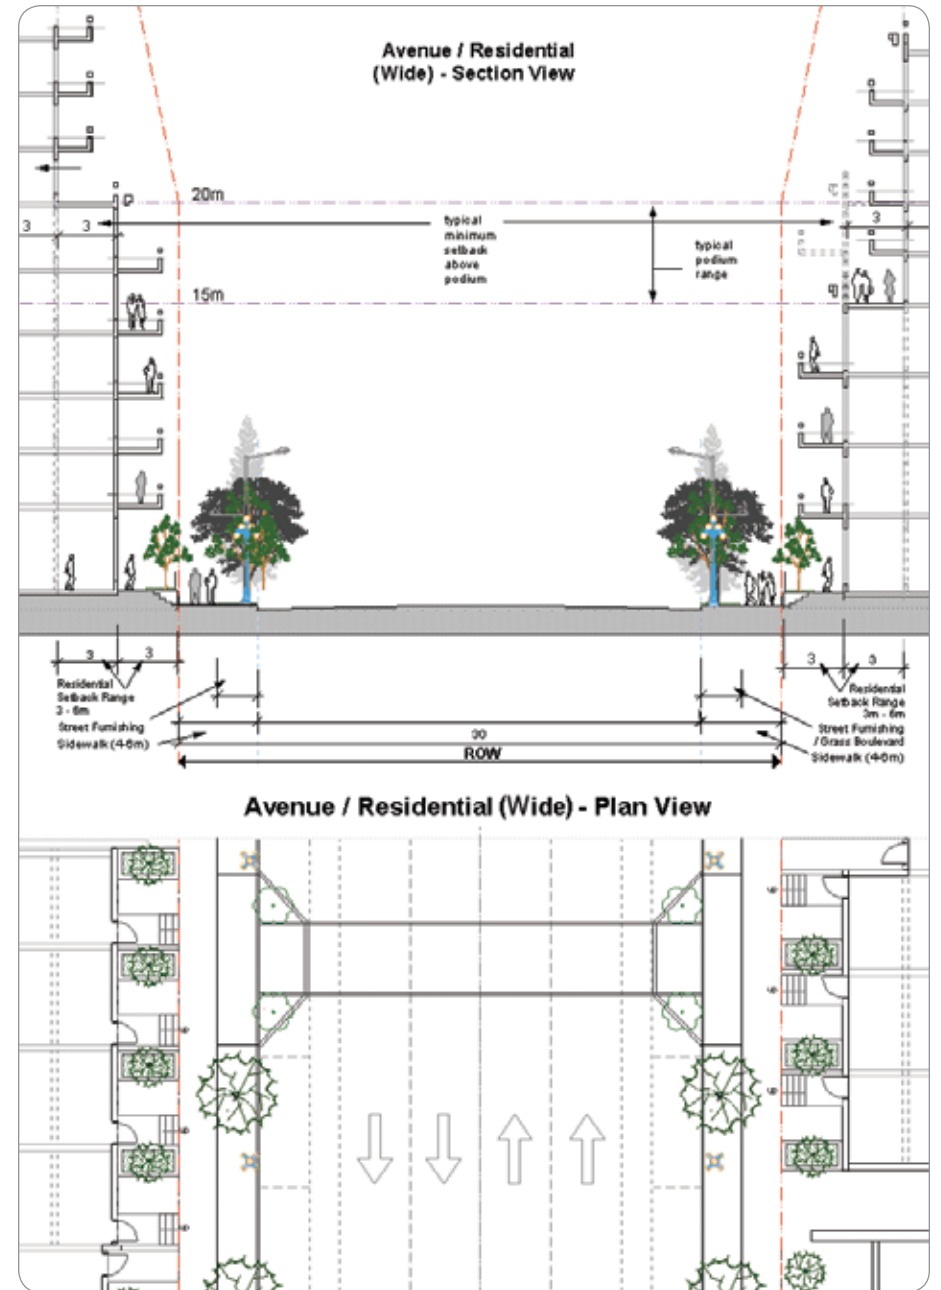 Avenue / Residential
(Wide) - Section View
20m
3
3
typical
minimum
setback
above
podium
typical
podium
range
3
15m
3
3
Residential
Setback Range
3 - 6m
Street Furnishing
Sidewalk (4-6m)
30
ROW
3
3
Residential
Setback Range
3m - 6m
Street Furnishing
/ Grass Boulevard
Sidewalk (4-6m)
Avenue / Residential (Wide) - Plan View